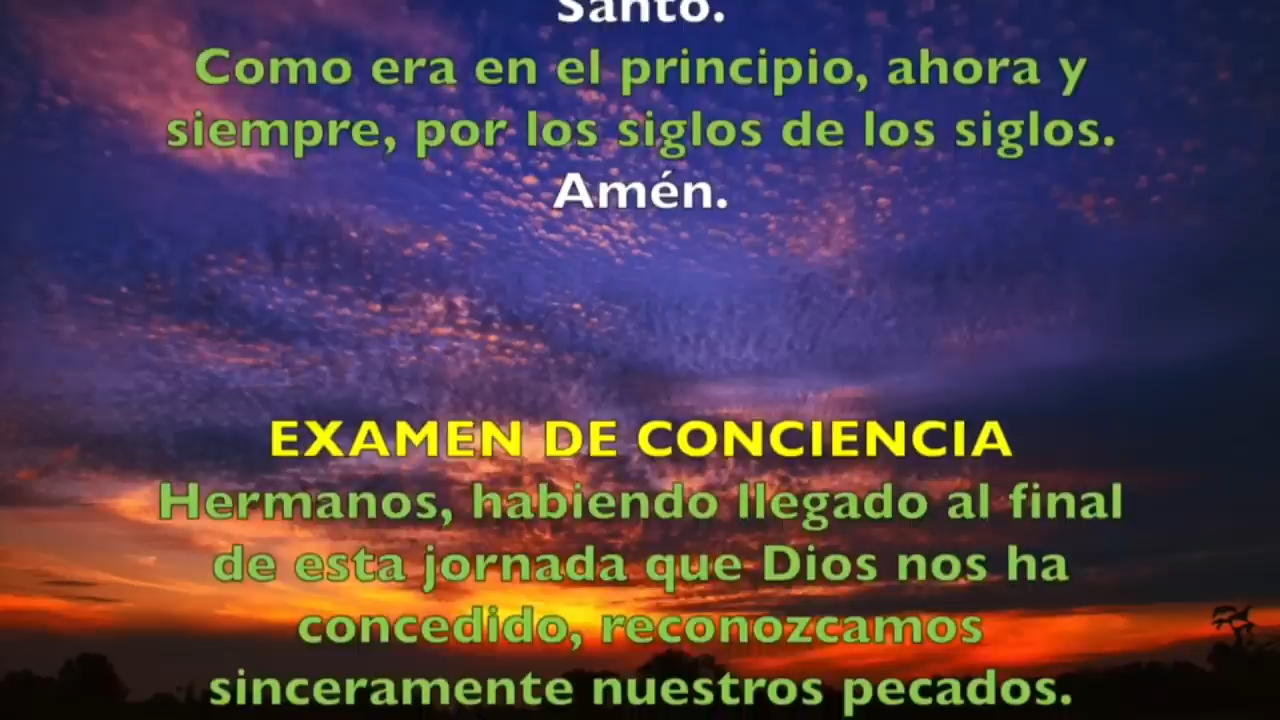 Santo.
Como era en el principio, ahora y
siempre, por los siglos de los siglos.
Amén.
EXAMEN DE CONCIENCIA
Hermanos, habiendo llegado al final
de esta jornada que Dios nos ha
concedido, reconozcamos
sinceramente nuestros pecados.